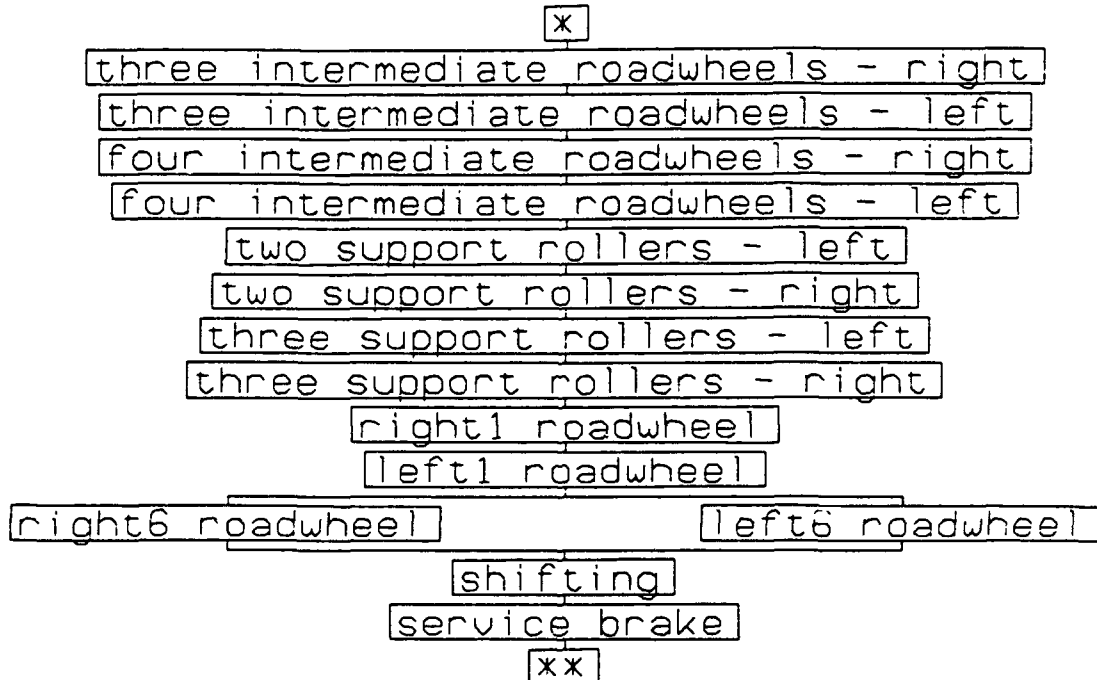 *
three intermediate roadwheels - right
three intermediate roadwheels - left
four intermediate roadwheels - right
four intermediate roadwheels - left
two support rollers - left
two support rollers - right
three support rollers - left
three support rollers - right
right1 roadwheel
left1 roadwheel
right6 roadwheel left6 roadwheel
shifting
service brake
**